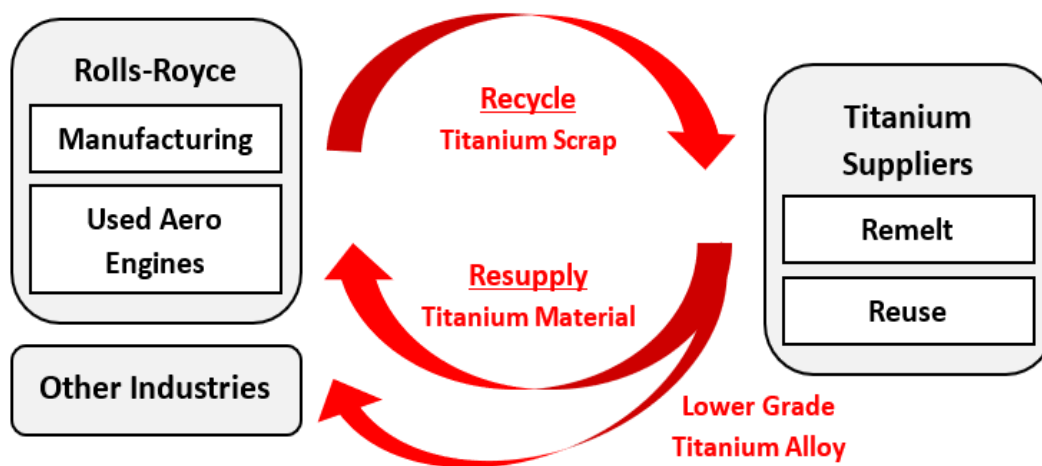 Rolls-Royce
Manufacturing
Used Aero
Engines
Other Industries
Recycle
Titanium Scrap
Resupply
Titanium Material
Lower Grade
Titanium Alloy
Titanium
Suppliers
Remelt
Reuse